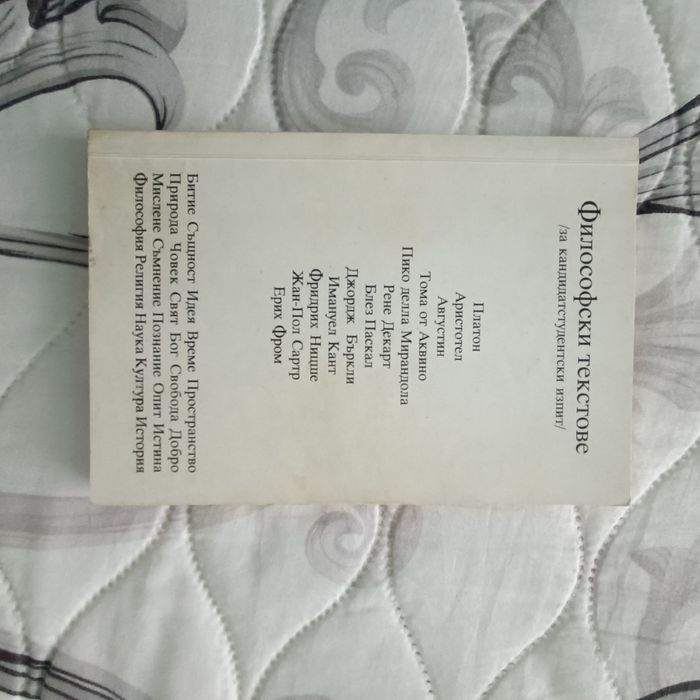 Философски текстове
/за кандидатстудентски изпит/
Платон
Аристотел
Августин
Тома от Аквино
Пико делла Мирандола
Рене Декарт
Блез Паскал
Джордж Бъркли
Имануел Кант
Фридрих Ницше
Жан-Пол Сартр
Ерих Фром
Битие Същност Идея Време Пространство
Природа Човек Свят Бог Свобода Добро
Мислене Съмнение Познание Опит Истина
Философия Религия Наука Култура История